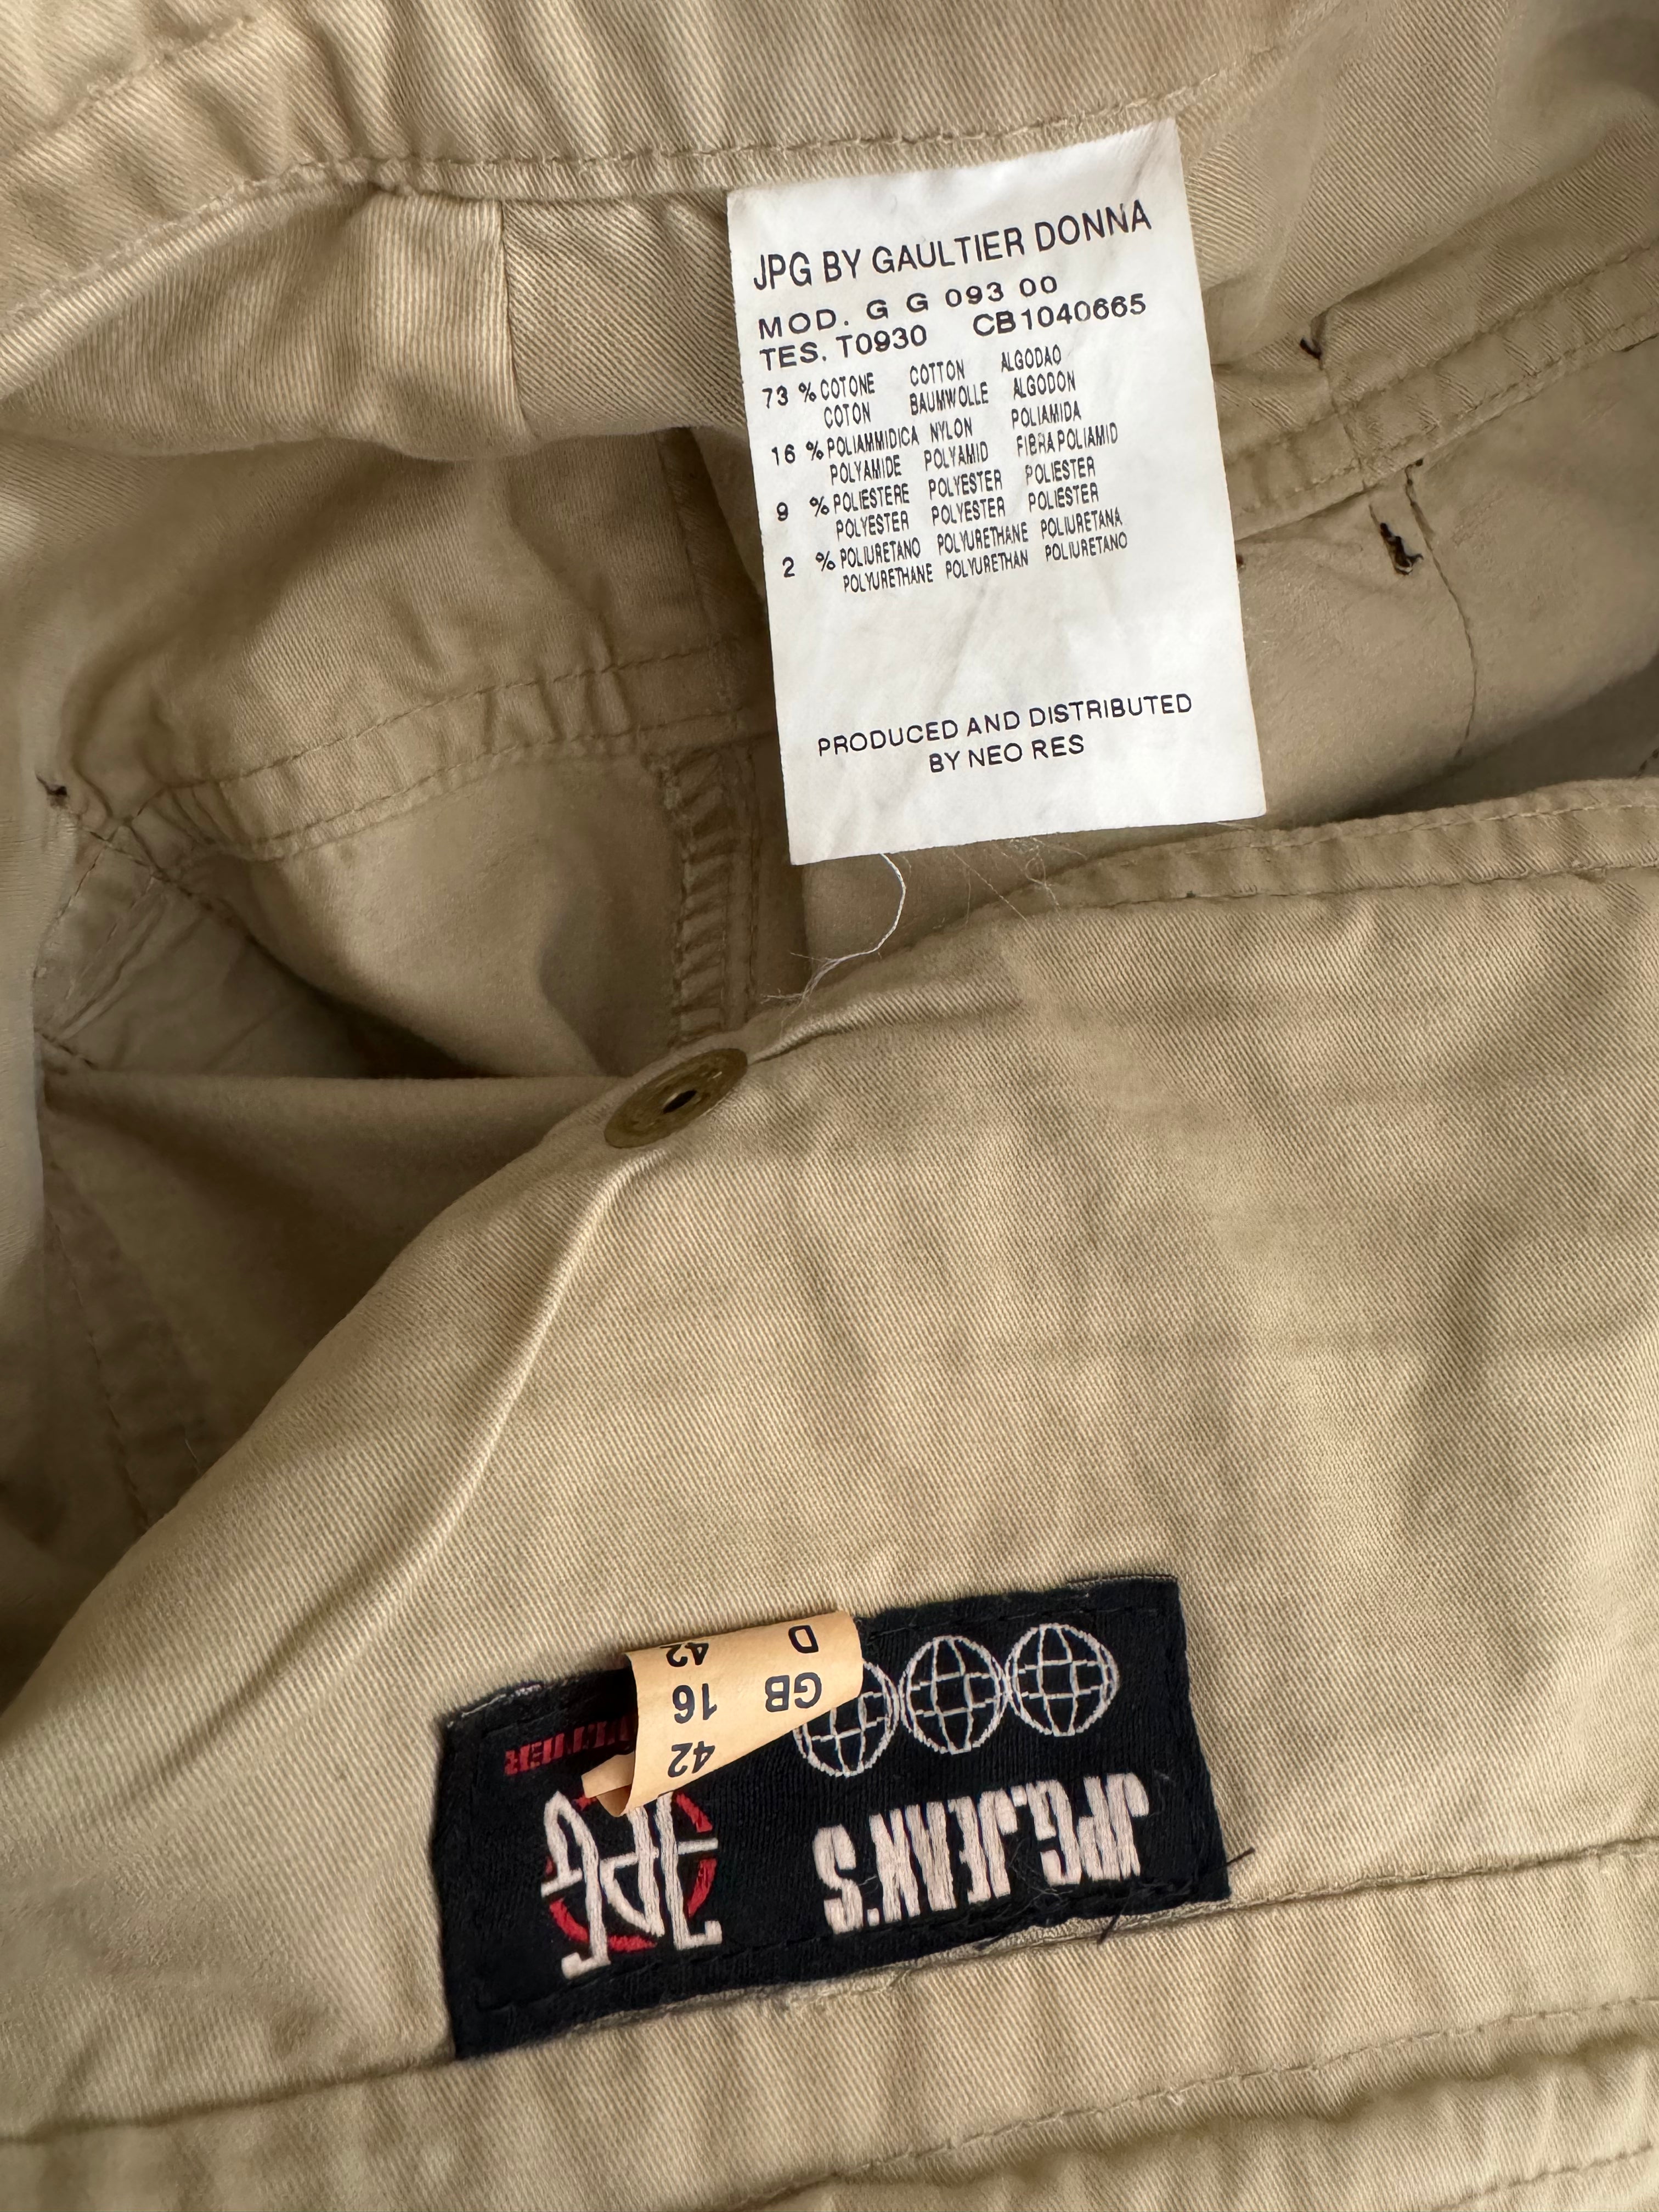 JPG BY GAULTIER DONNA
MOD. G G 093 00
TES. T0930 CB1040665
73 % COTONE COTTON ALGODAO
COTON BAUMWOLLE ALGODON
16 % POLIAMMIDICA NYLON POLIAMIDA
POLYAMIDE POLYAMID FIBRA POLIAMID
9 % POLIESTERE POLYESTER POLIESTER
POLYESTER POLYESTER POLIESTER
2 % POLIURETANO POLYURETHANE POLIURETANA
POLYURETHANE POLYURETHAN POLIURETANO
PRODUCED AND DISTRIBUTED
BY NEO RES
JPG.JEAN'S
JPG
42
GB 16
D 42